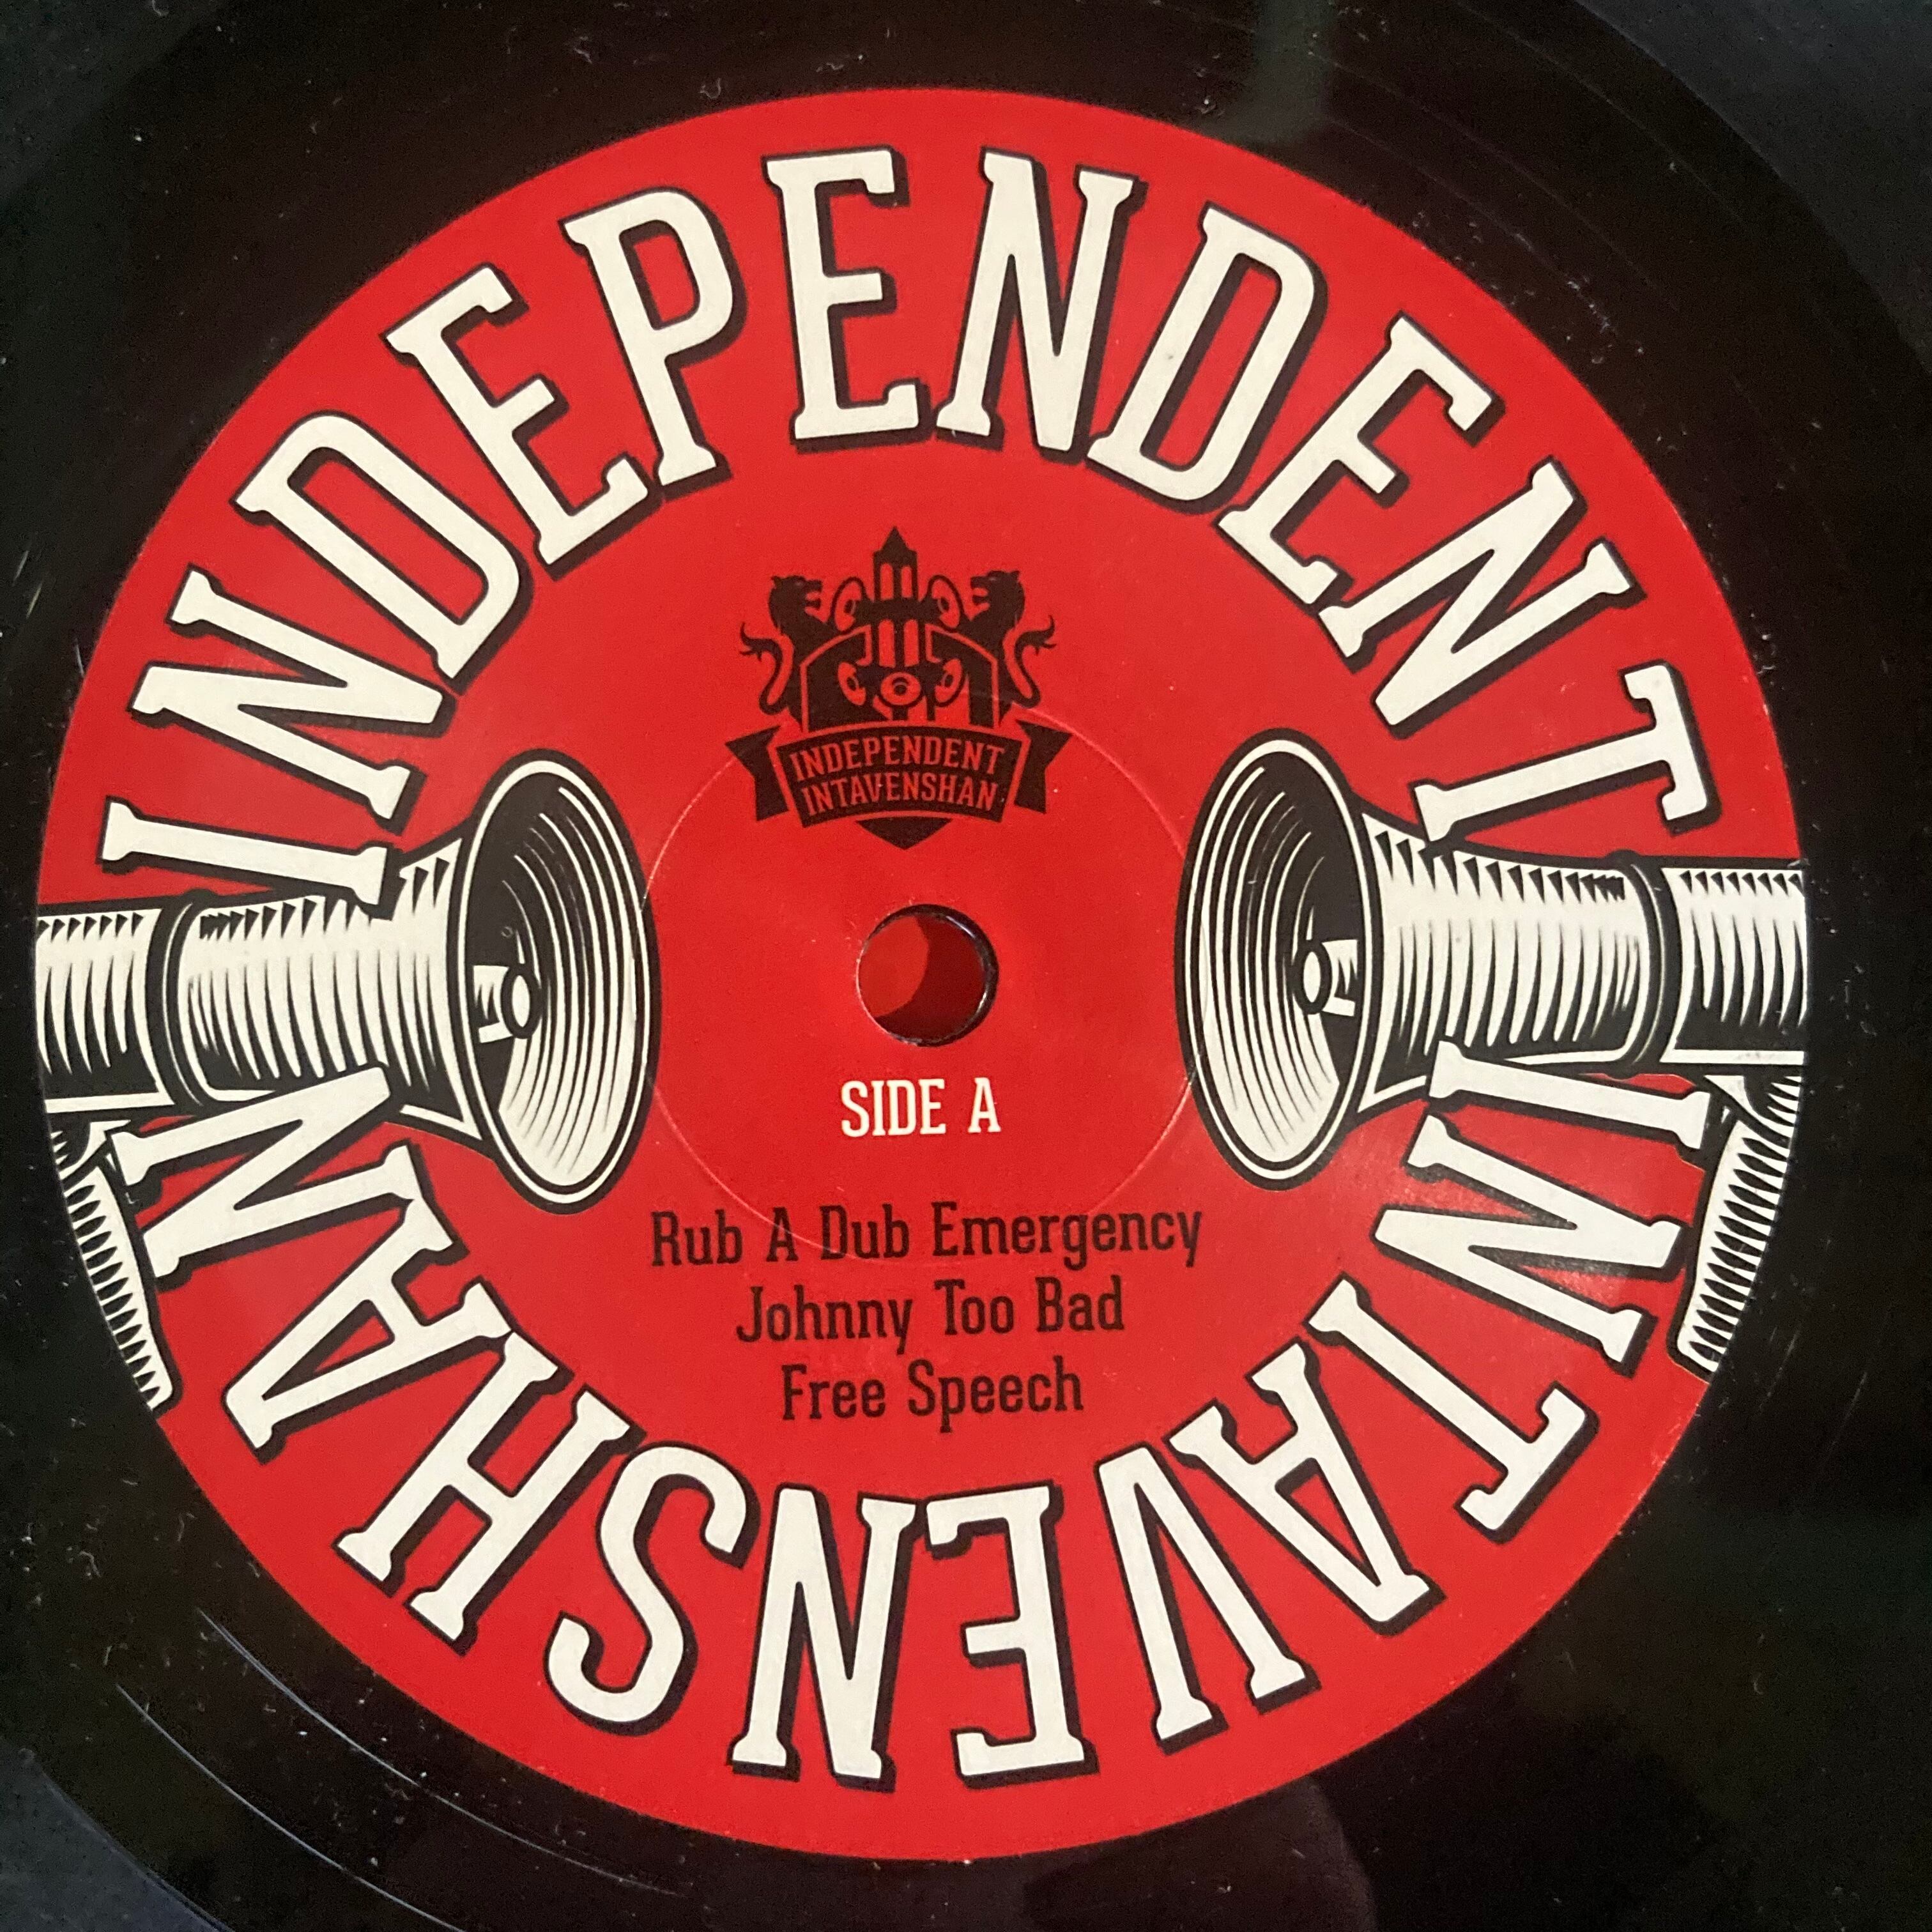 INDEPENDENT
INDEPENDENT
INTAVENSHAN
SIDE A
Rub A Dub Emergency
Johnny Too Bad
Free Speech
INTAVENSHAN